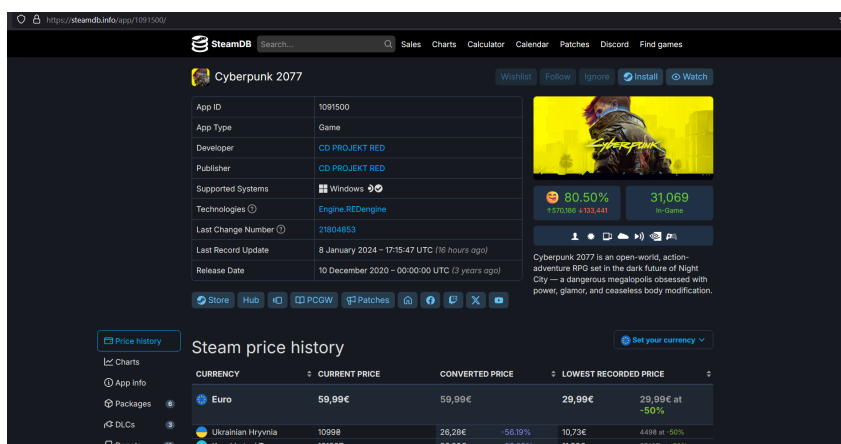 https://steamdb.info/app/1091500/
SteamDB Search... Sales Charts Calculator Calendar Patches Discord Find games
Cyberpunk 2077 Wishlist Follow Ignore Install Watch
App ID 1091500
App Type Game
Developer CD PROJEKT RED
Publisher CD PROJEKT RED
Supported Systems Windows
Technologies Engine.REDengine
Last Change Number 21804853
Last Record Update 8 January 2024 – 17:15:47 UTC (16 hours ago)
Release Date 10 December 2020 – 00:00:00 UTC (3 years ago)
CYBERPUNK
80.50% 31,069
↑570,186 ↓133,441 In-Game
Cyberpunk 2077 is an open-world, action-
adventure RPG set in the dark future of Night
City — a dangerous megalopolis obsessed with
power, glamor, and ceaseless body modification.
Store Hub PCGW Patches
Price history
Charts
App info
Packages 6
DLCs 3
Steam price history Set your currency
CURRENCY CURRENT PRICE CONVERTED PRICE LOWEST RECORDED PRICE
Euro 59,99€ 59,99€ 29,99€ 29,99€ at
-50%
Ukrainian Hryvnia 1099₴ 26,28€ -56.19% 10,73€ 449₴ at -50%